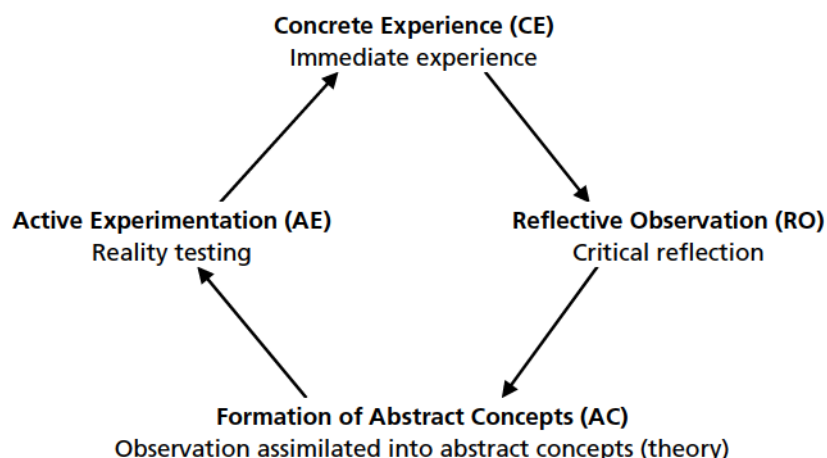 Concrete Experience (CE)
Immediate experience
Active Experimentation (AE)
Reality testing
Reflective Observation (RO)
Critical reflection
Formation of Abstract Concepts (AC)
Observation assimilated into abstract concepts (theory)